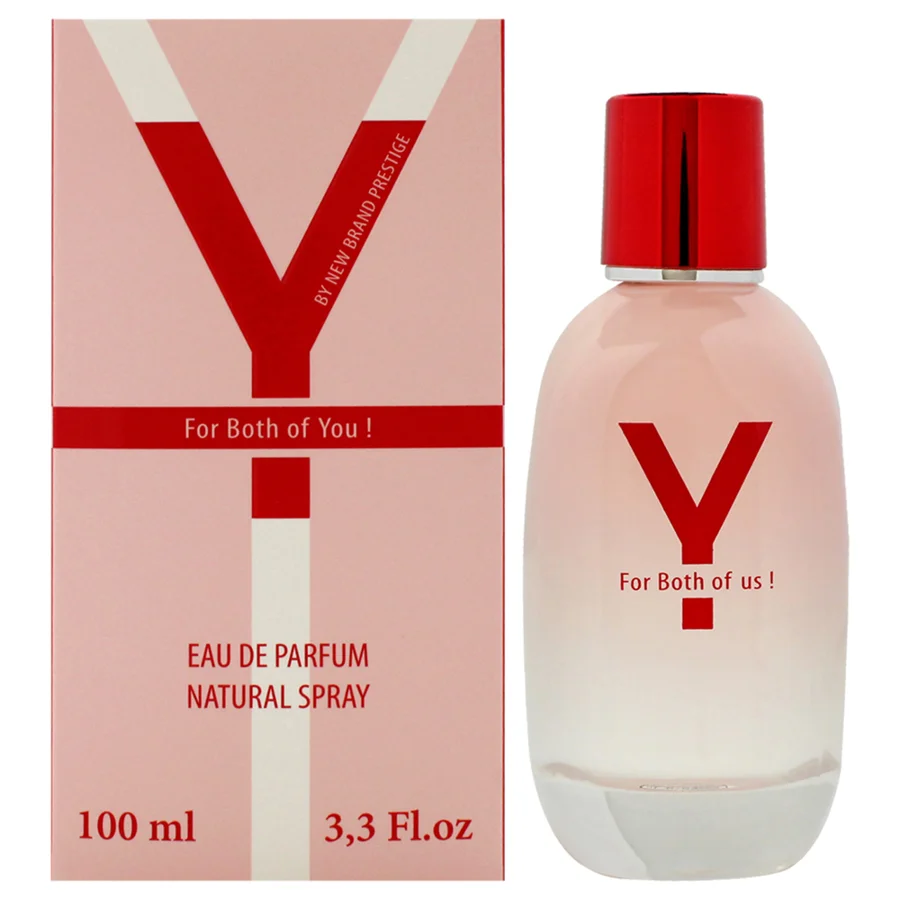 Y
BY NEW BRAND PRESTIGE
For Both of You !
EAU DE PARFUM
NATURAL SPRAY
100 ml 3,3 Fl.oz
Y
For Both of us !